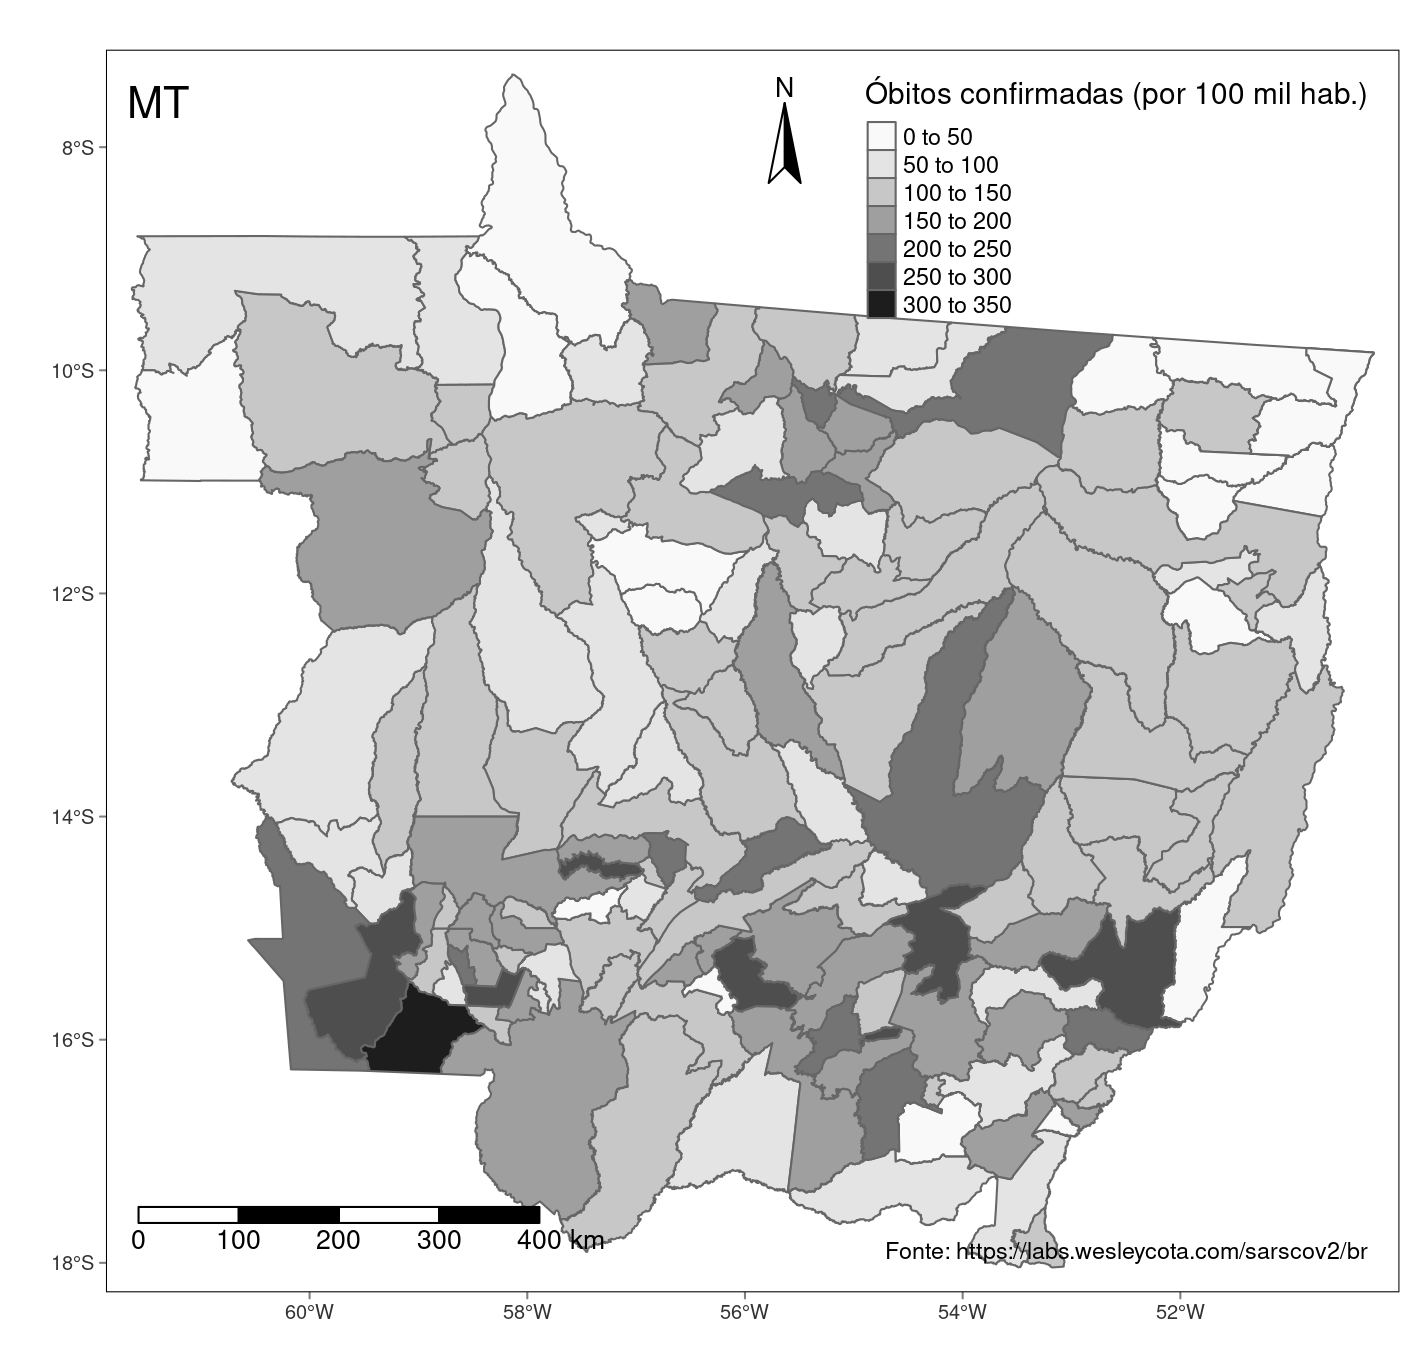 MT
N
Óbitos confirmadas (por 100 mil hab.)
0 to 50
50 to 100
100 to 150
150 to 200
200 to 250
250 to 300
300 to 350
8°S
10°S
12°S
14°S
16°S
18°S
0 100 200 300 400 km
Fonte: https://labs.wesleycota.com/sarscov2/br
60°W 58°W 56°W 54°W 52°W